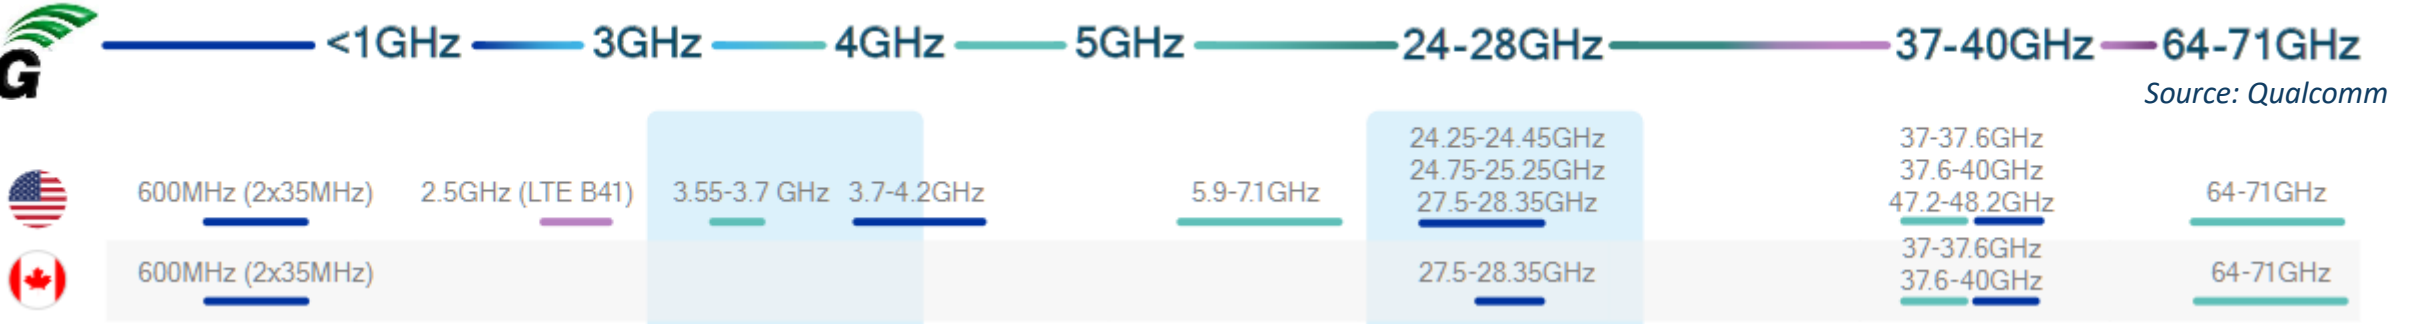 G
<1GHz 3GHz 4GHz 5GHz 24-28GHz 37-40GHz 64-71GHz
Source: Qualcomm
600MHz (2x35MHz)
2.5GHz (LTE B41)
3.55-3.7 GHz
3.7-4.2GHz
5.9-7.1GHz
24.25-24.45GHz
24.75-25.25GHz
27.5-28.35GHz
37-37.6GHz
37.6-40GHz
47.2-48.2GHz
64-71GHz
600MHz (2x35MHz)
27.5-28.35GHz
37-37.6GHz
37.6-40GHz
64-71GHz